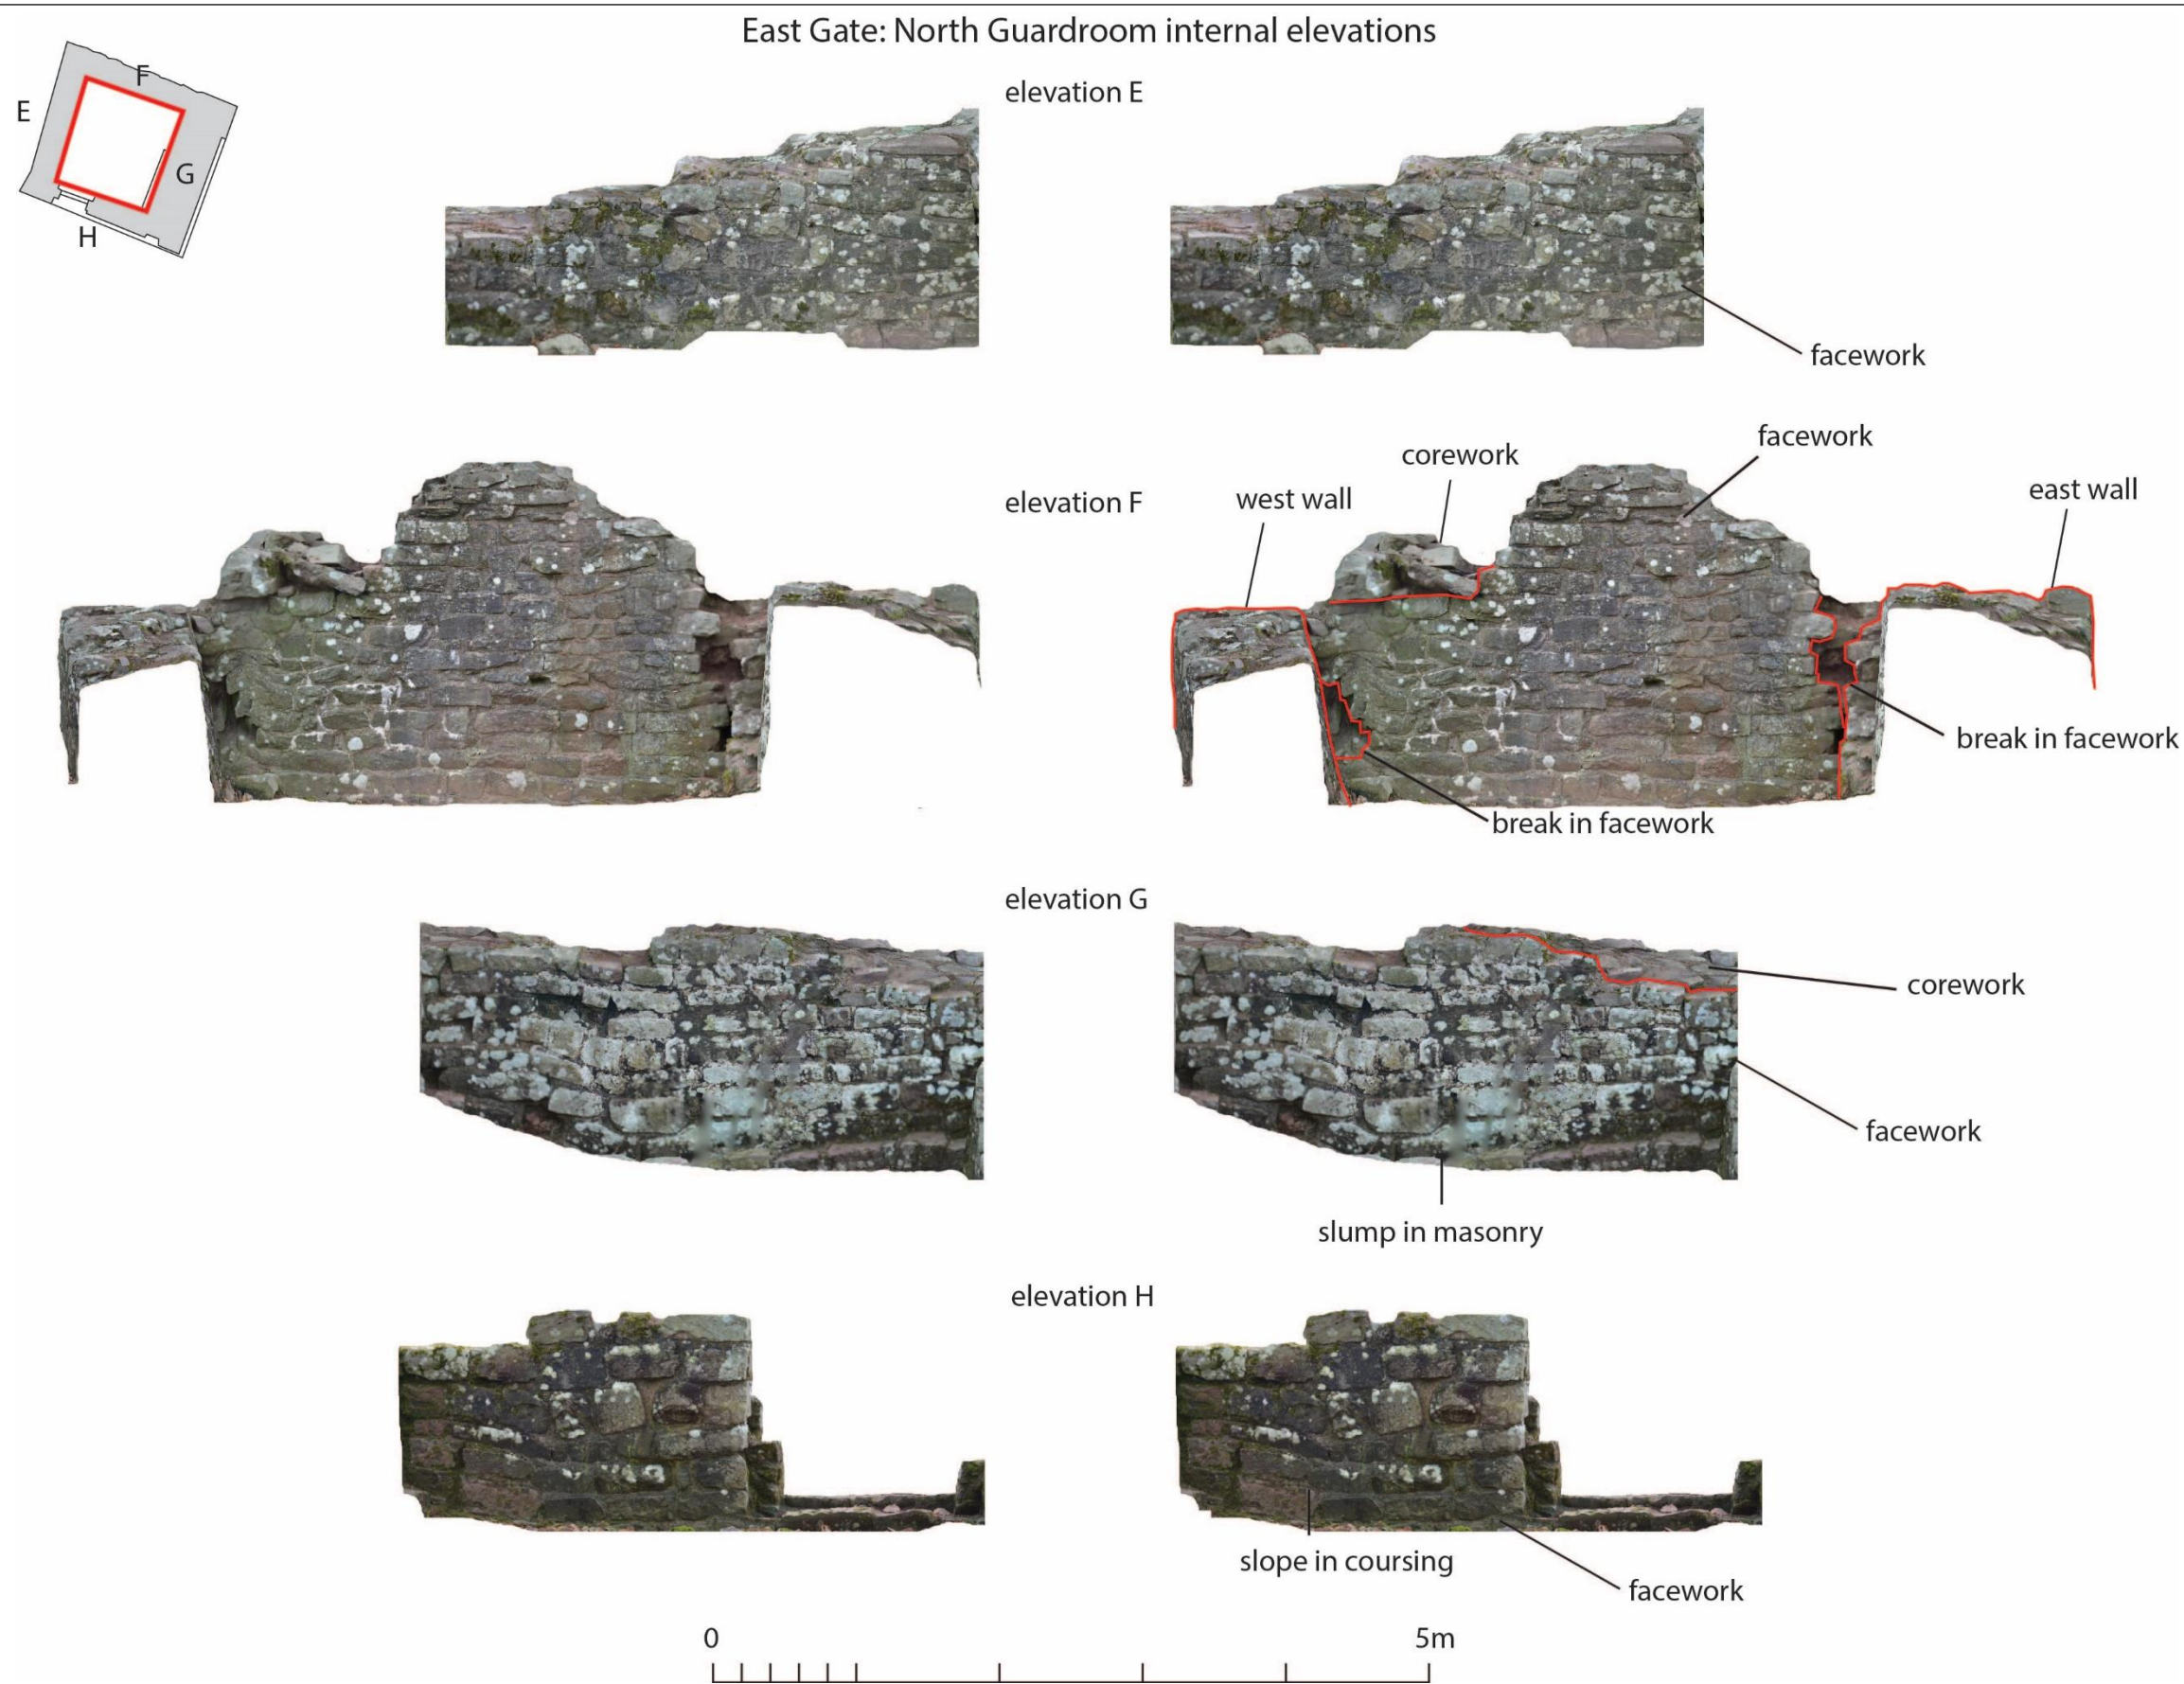 East Gate: North Guardroom internal elevations
F
E
G
H
elevation E
facework
elevation F
corework
facework
west wall
east wall
break in facework
break in facework
elevation G
corework
facework
slump in masonry
elevation H
slope in coursing
facework
0
5m